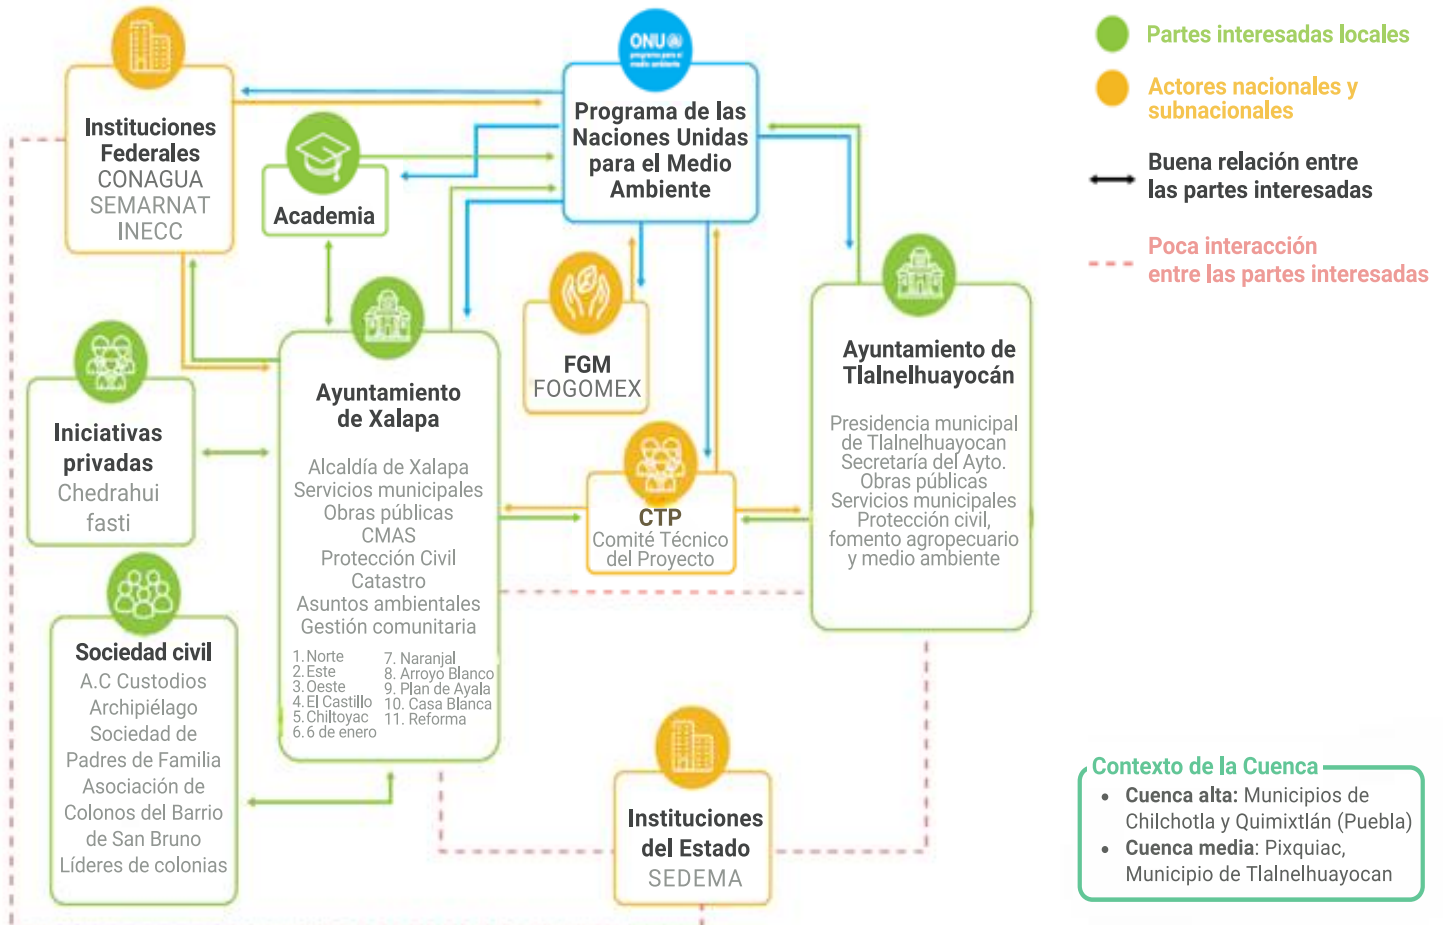 ONU
programa para el
medio ambiente
Programa de las
Naciones Unidas
para el Medio
Ambiente
Instituciones
Federales
CONAGUA
SEMARNAT
INECC
Academia
FGM
FOGOMEX
Iniciativas
privadas
Chedrahui
fasti
Ayuntamiento
de Xalapa
Alcaldía de Xalapa
Servicios municipales
Obras públicas
CMAS
Protección Civil
Catastro
Asuntos ambientales
Gestión comunitaria
1. Norte
2. Este
3. Oeste
4. El Castillo
5. Chiltoyac
6. 6 de enero
7. Naranjal
8. Arroyo Blanco
9. Plan de Ayala
10. Casa Blanca
11. Reforma
CTP
Comité Técnico
del Proyecto
Ayuntamiento de
Tlalnelhuayocán
Presidencia municipal
de Tlalnelhuayocan
Secretaría del Ayto.
Obras públicas
Servicios municipales
Protección civil,
fomento agropecuario
y medio ambiente
Sociedad civil
A.C Custodios
Archipiélago
Sociedad de
Padres de Familia
Asociación de
Colonos del Barrio
de San Bruno
Líderes de colonias
Instituciones
del Estado
SEDEMA
Partes interesadas locales
Actores nacionales y
subnacionales
Buena relación entre
las partes interesadas
Poca interacción
entre las partes interesadas
Contexto de la Cuenca
• Cuenca alta: Municipios de
Chilchotla y Quimixtlán (Puebla)
• Cuenca media: Pixquiac,
Municipio de Tlalnelhuayocan